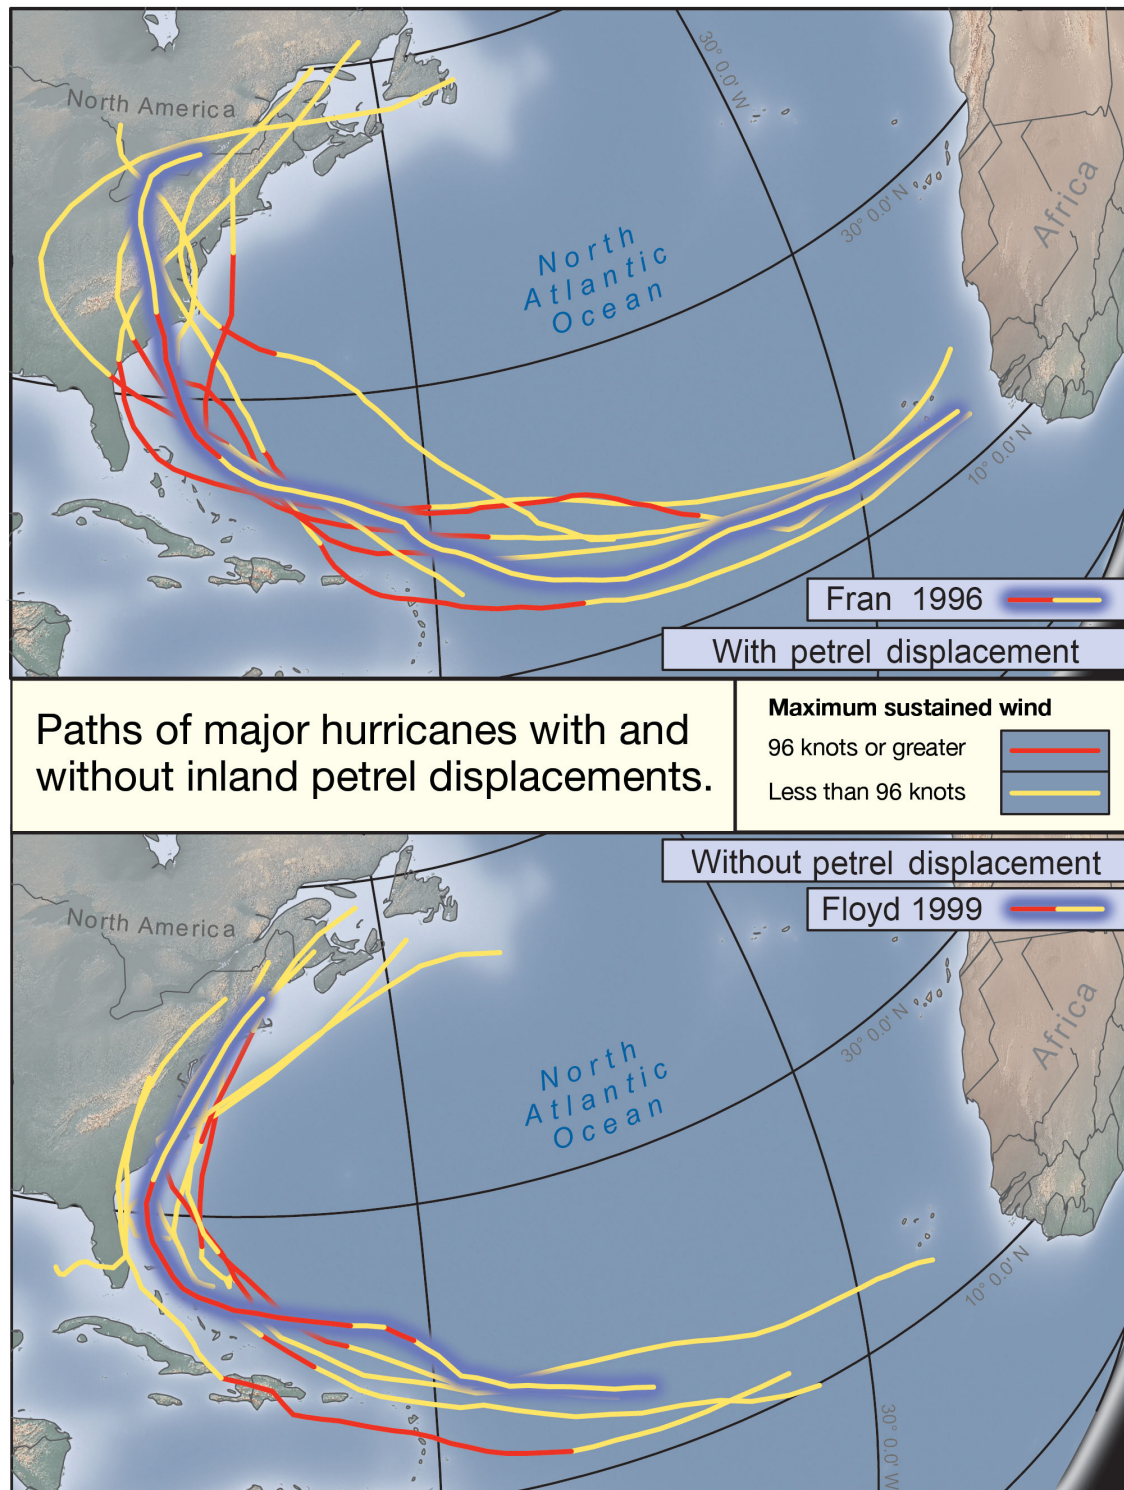 30° 0.0' W
North America
Africa
30° 0.0' N
North
Atlantic
Ocean
10° 0.0' N
Fran 1996
With petrel displacement
Paths of major hurricanes with and
without inland petrel displacements.
Maximum sustained wind
96 knots or greater
Less than 96 knots
Without petrel displacement
Floyd 1999
North America
Africa
30° 0.0' N
North
Atlantic
Ocean
10° 0.0' N
30° 0.0' W